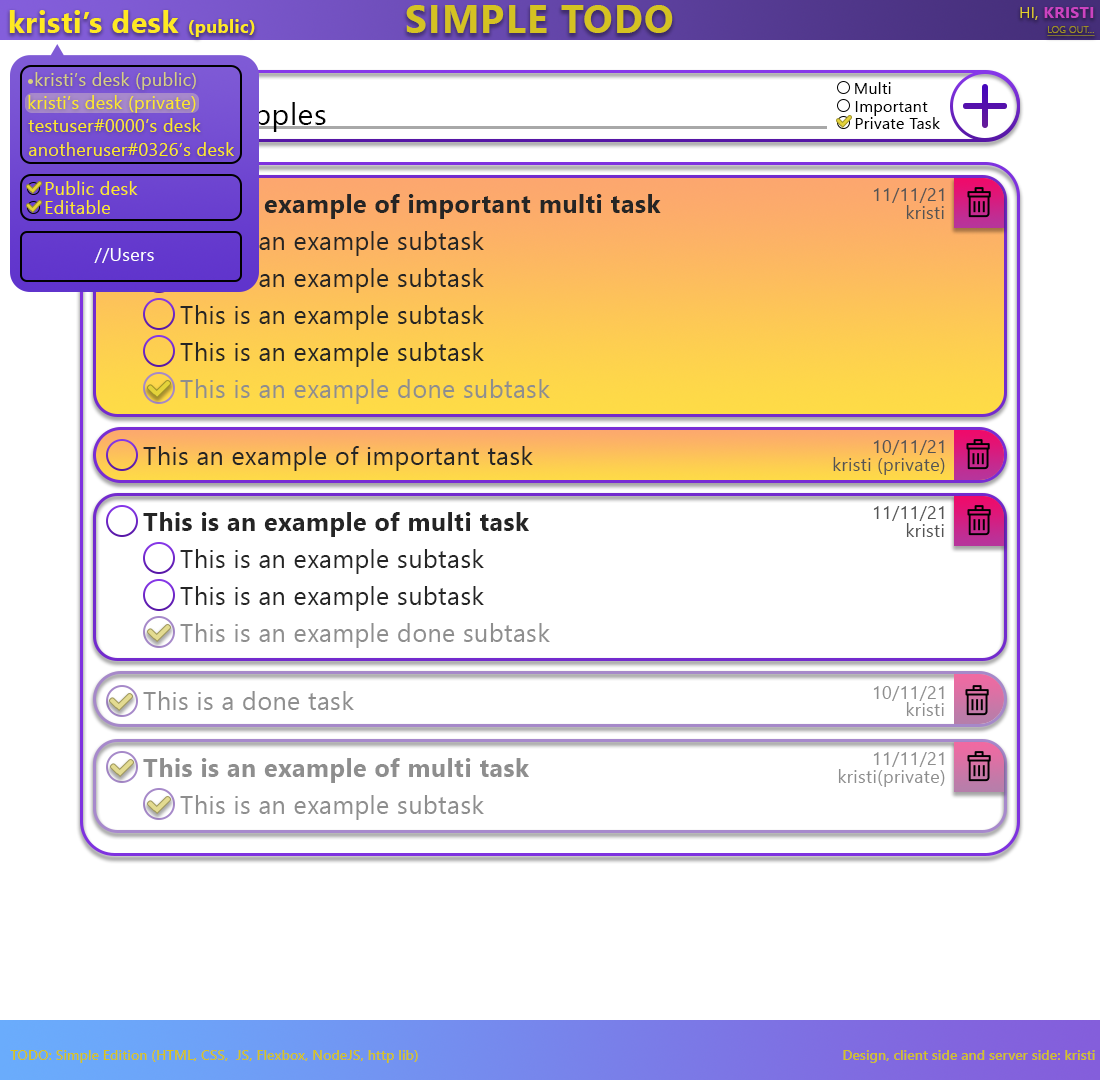 kristi's desk (public)
SIMPLE TODO
HI, KRISTI
LOG OUT...
•kristi's desk (public)
kristi's desk (private)
testuser#0000's desk
anotheruser#0326's desk
Public desk
Editable
//Users
pples
Multi
Important
Private Task
example of important multi task
11/11/21
kristi
an example subtask
an example subtask
This is an example subtask
This is an example subtask
This is an example done subtask
This an example of important task
10/11/21
kristi (private)
This is an example of multi task
11/11/21
kristi
This is an example subtask
This is an example subtask
This is an example done subtask
This is a done task
10/11/21
kristi
This is an example of multi task
11/11/21
kristi(private)
This is an example subtask
TODO: Simple Edition (HTML, CSS,  JS, Flexbox, NodeJS, http lib)
Design, client side and server side: kristi